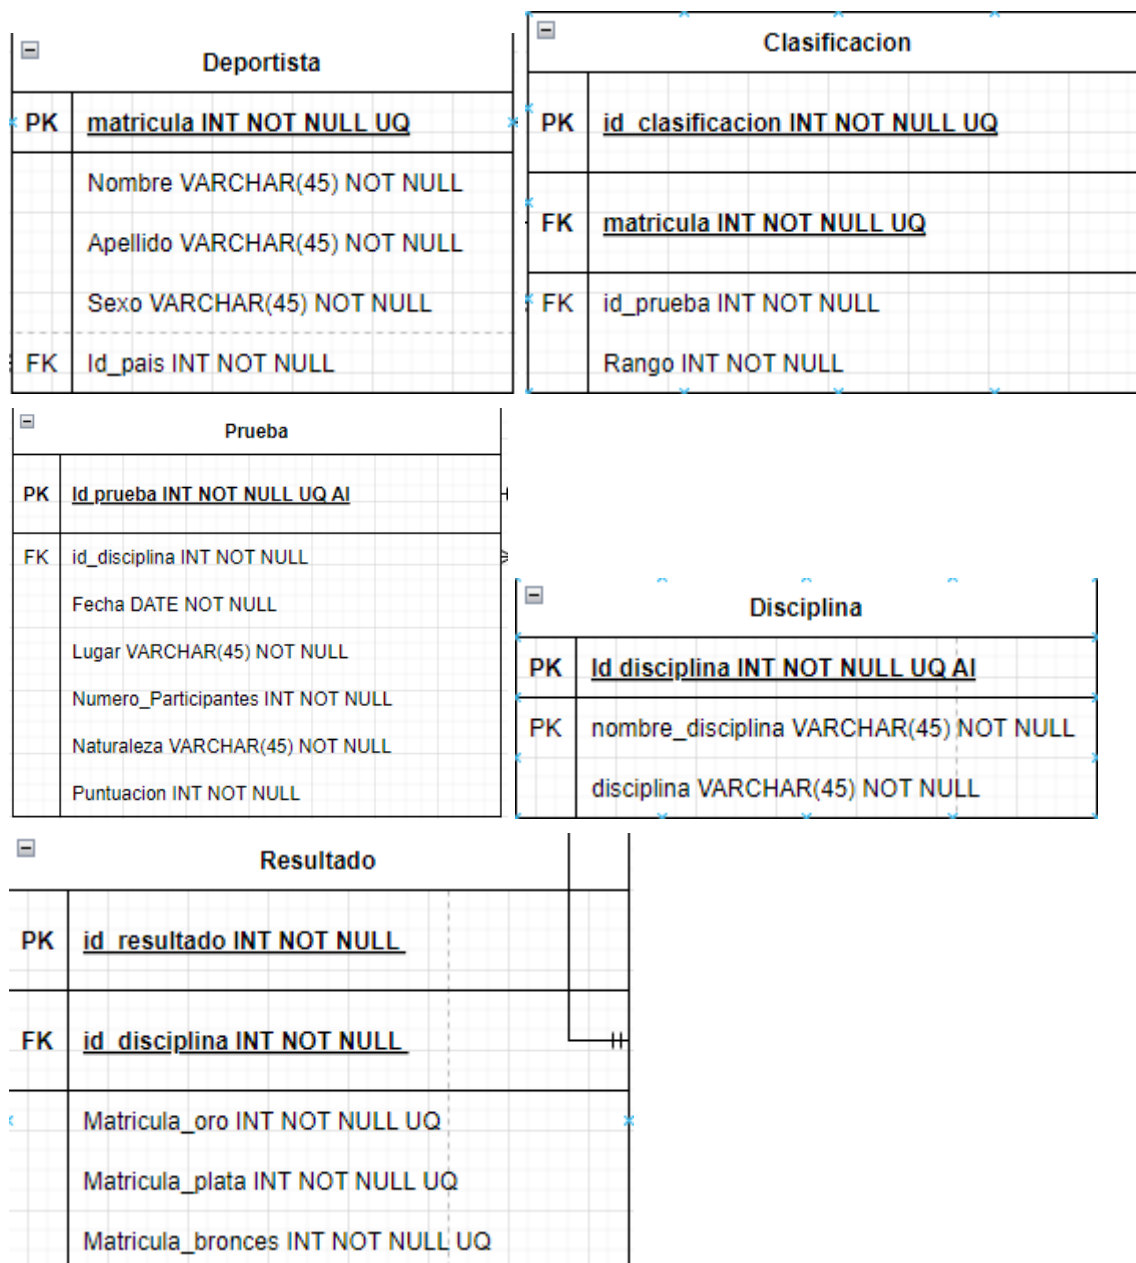 Deportista
PK matricula INT NOT NULL UQ
Nombre VARCHAR(45) NOT NULL
Apellido VARCHAR(45) NOT NULL
Sexo VARCHAR(45) NOT NULL
FK Id_pais INT NOT NULL
Clasificacion
PK id_clasificacion INT NOT NULL UQ
FK matricula INT NOT NULL UQ
FK id_prueba INT NOT NULL
Rango INT NOT NULL
Prueba
PK Id_prueba INT NOT NULL UQ AI
FK id_disciplina INT NOT NULL
Fecha DATE NOT NULL
Lugar VARCHAR(45) NOT NULL
Numero_Participantes INT NOT NULL
Naturaleza VARCHAR(45) NOT NULL
Puntuacion INT NOT NULL
Disciplina
PK Id_disciplina INT NOT NULL UQ AI
PK nombre_disciplina VARCHAR(45) NOT NULL
disciplina VARCHAR(45) NOT NULL
Resultado
PK id_resultado INT NOT NULL
FK id_disciplina INT NOT NULL
Matricula_oro INT NOT NULL UQ
Matricula_plata INT NOT NULL UQ
Matricula_bronces INT NOT NULL UQ